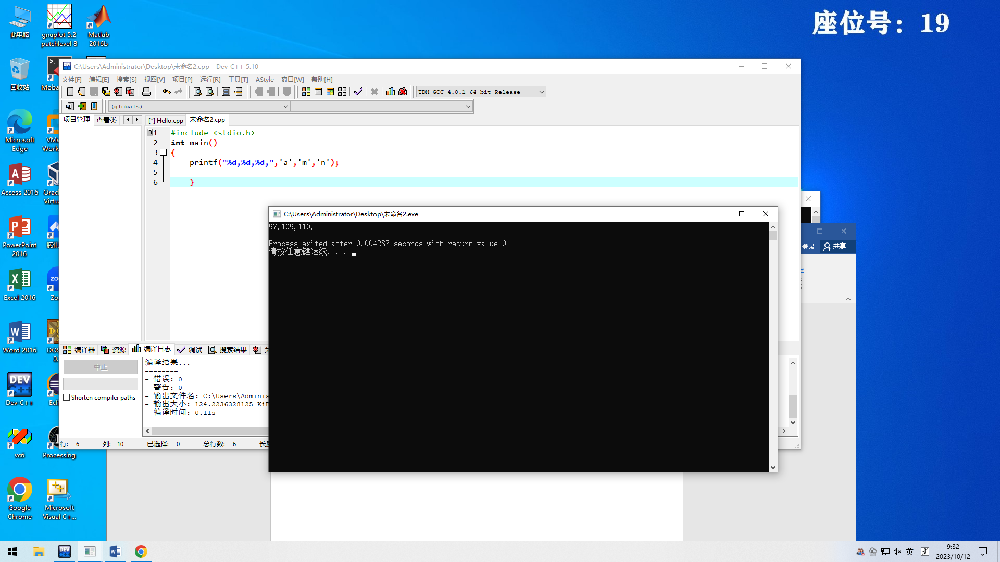 座位号：19
此电脑
gnuplot 5.2
patchlevel 8
Matlab
2016b
回收站
Moba
Microsoft
Edge
VMw
Work
Access 2016
Orac
Virtu
PowerPoint
2016
腾讯
Excel 2016
Zo
Word 2016
DOS
0.
Dev-C++
Ecli
vc6
Processing
Google
Chrome
Microsoft
Visual C+...
C:\Users\Administrator\Desktop\未命名2.cpp - Dev-C++ 5.10
文件[F] 编辑[E] 搜索[S] 视图[V] 项目[P] 运行[R] 工具[T] AStyle 窗口[W] 帮助[H]
TDM-GCC 4.8.1 64-bit Release
(globals)
项目管理 查看类
[*] Hello.cpp 未命名2.cpp
1 #include <stdio.h>
2 int main()
3 {
4 printf("%d,%d,%d,",'a','m','n');
5
6 }
C:\Users\Administrator\Desktop\未命名2.exe
97,109,110,
--------------------------------
Process exited after 0.004283 seconds with return value 0
请按任意键继续. . .
登录 共享
编译器 资源 编译日志 调试 搜索结果
中止
Shorten compiler paths
编译结果...
--------
- 错误: 0
- 警告: 0
- 输出文件名: C:\Users\Adminis
- 输出大小: 124.2236328125 KiB
- 编译时间: 0.11s
行: 6 列: 10 已选择: 0 总行数: 6 长度
英 拼
9:32
2023/10/12